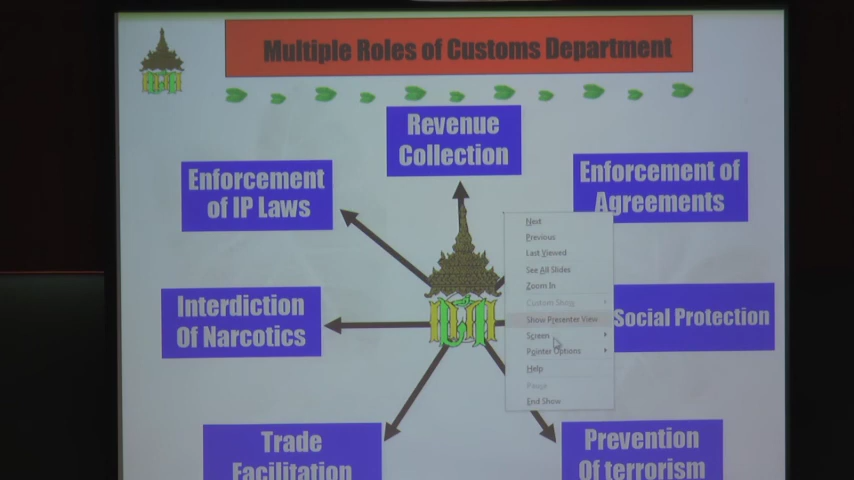 Multiple Roles of Customs Department
Revenue
Collection
Enforcement
of IP Laws
Enforcement of
Agreements
Next
Previous
Last Viewed
See All Slides
Zoom In
Custom Show
Show Presenter View
Screen
Pointer Options
Help
Pause
End Show
Interdiction
Of Narcotics
Social Protection
Trade
Facilitation
Prevention
Of terrorism